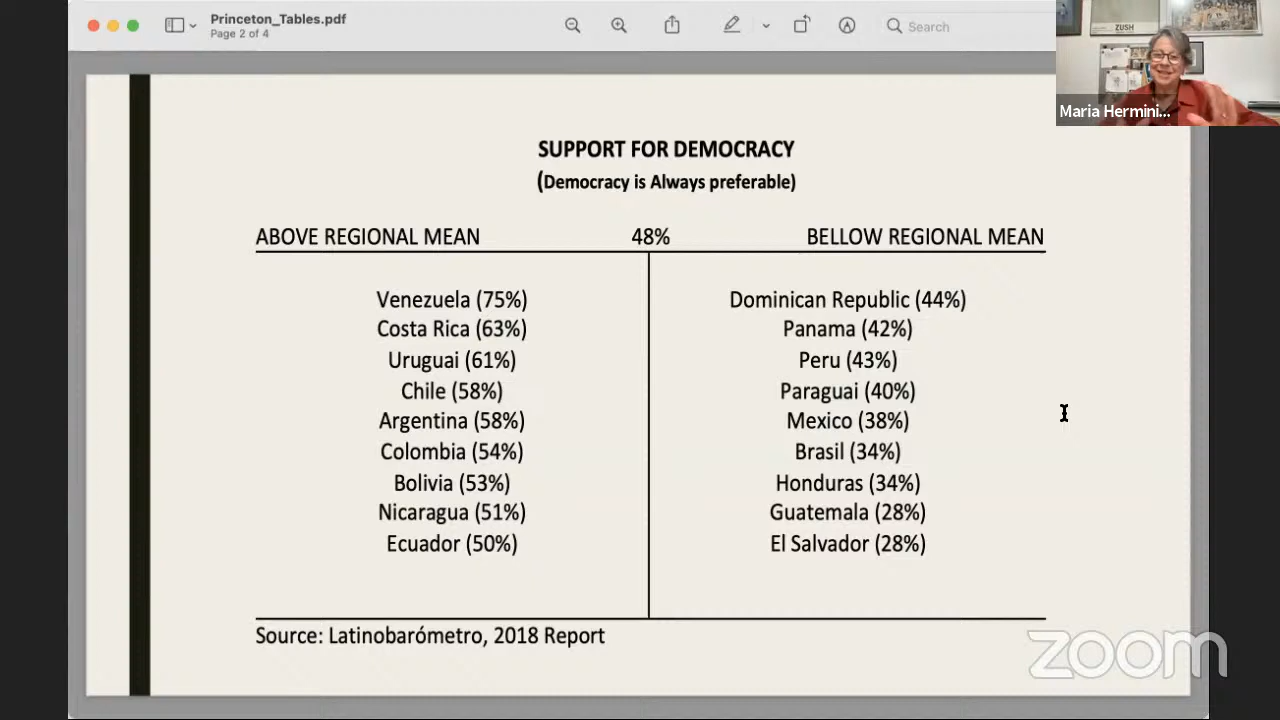 Princeton_Tables.pdf
Page 2 of 4
Search
ZUSH
Maria Hermini...
SUPPORT FOR DEMOCRACY
(Democracy is Always preferable)
ABOVE REGIONAL MEAN 48% BELLOW REGIONAL MEAN
Venezuela (75%) Dominican Republic (44%)
Costa Rica (63%) Panama (42%)
Uruguai (61%) Peru (43%)
Chile (58%) Paraguai (40%)
Argentina (58%) Mexico (38%)
Colombia (54%) Brasil (34%)
Bolivia (53%) Honduras (34%)
Nicaragua (51%) Guatemala (28%)
Ecuador (50%) El Salvador (28%)
Source: Latinobarómetro, 2018 Report
zoom